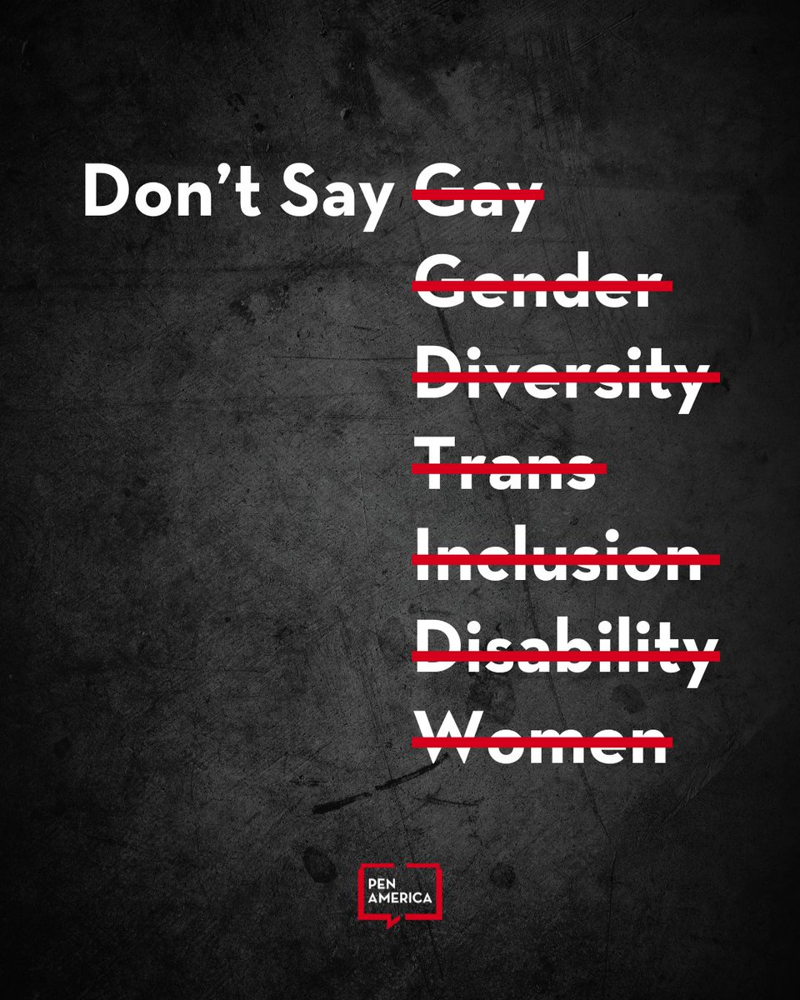 Don’t Say Gay
Gender
Diversity
Trans
Inclusion
Disability
Women
PEN
AMERICA